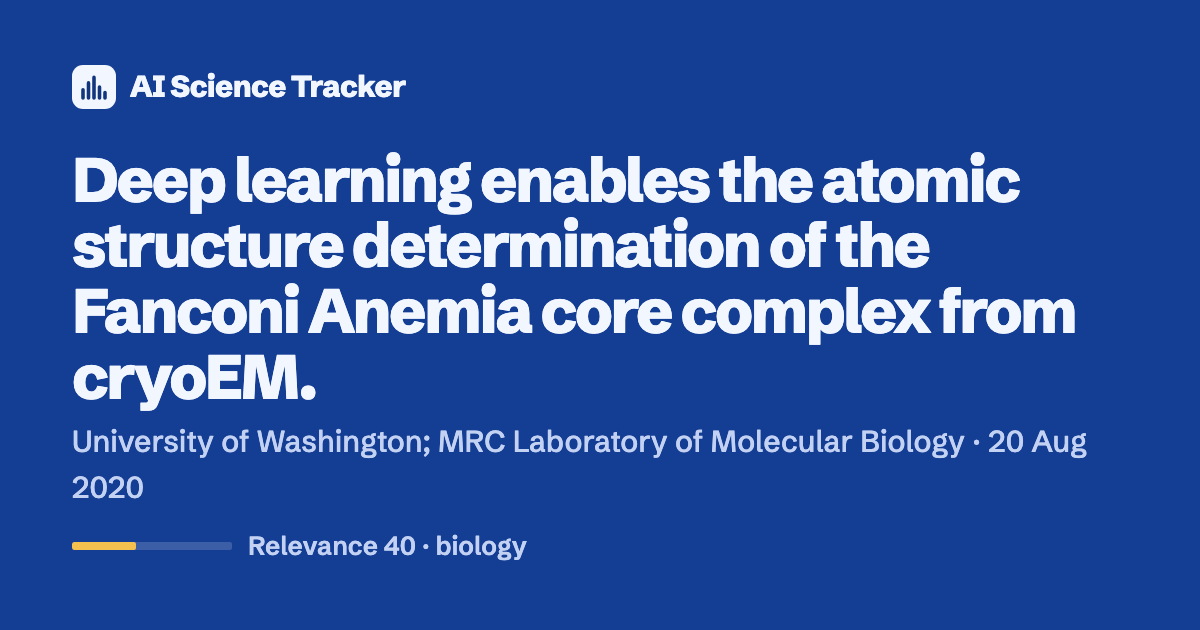 AI Science Tracker
Deep learning enables the atomic
structure determination of the
Fanconi Anemia core complex from
cryoEM.
University of Washington; MRC Laboratory of Molecular Biology · 20 Aug
2020
Relevance 40 · biology